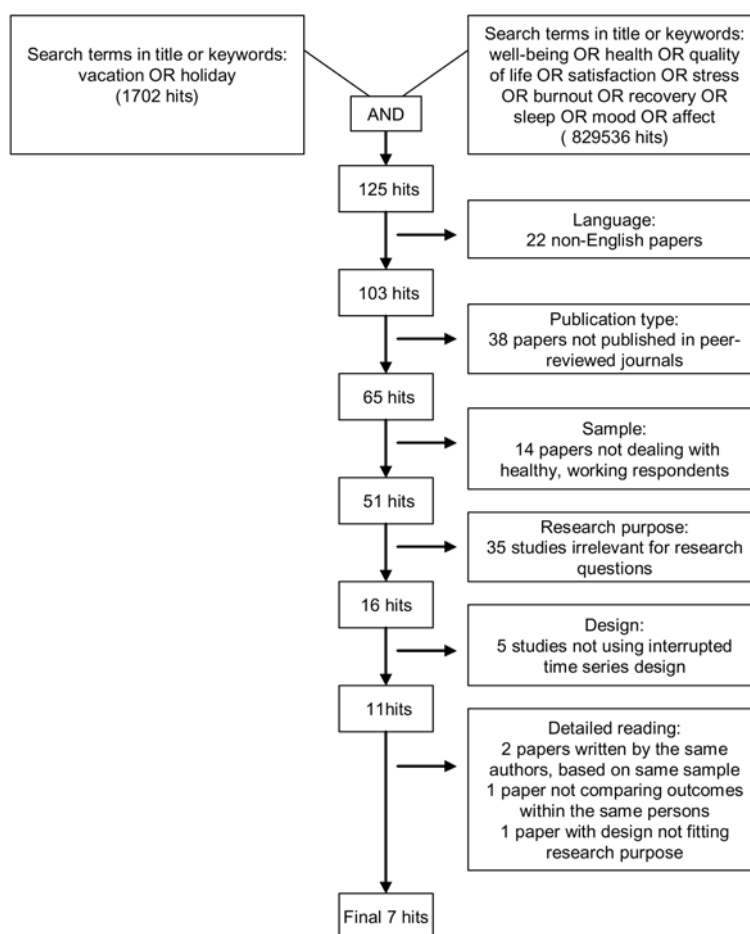 Search terms in title or keywords:
vacation OR holiday
(1702 hits)
Search terms in title or keywords:
well-being OR health OR quality
of life OR satisfaction OR stress
OR burnout OR recovery OR
sleep OR mood OR affect
( 829536 hits)
AND
125 hits
Language:
22 non-English papers
103 hits
Publication type:
38 papers not published in peer-
reviewed journals
65 hits
Sample:
14 papers not dealing with
healthy, working respondents
51 hits
Research purpose:
35 studies irrelevant for research
questions
16 hits
Design:
5 studies not using interrupted
time series design
11hits
Detailed reading:
2 papers written by the same
authors, based on same sample
1 paper not comparing outcomes
within the same persons
1 paper with design not fitting
research purpose
Final 7 hits